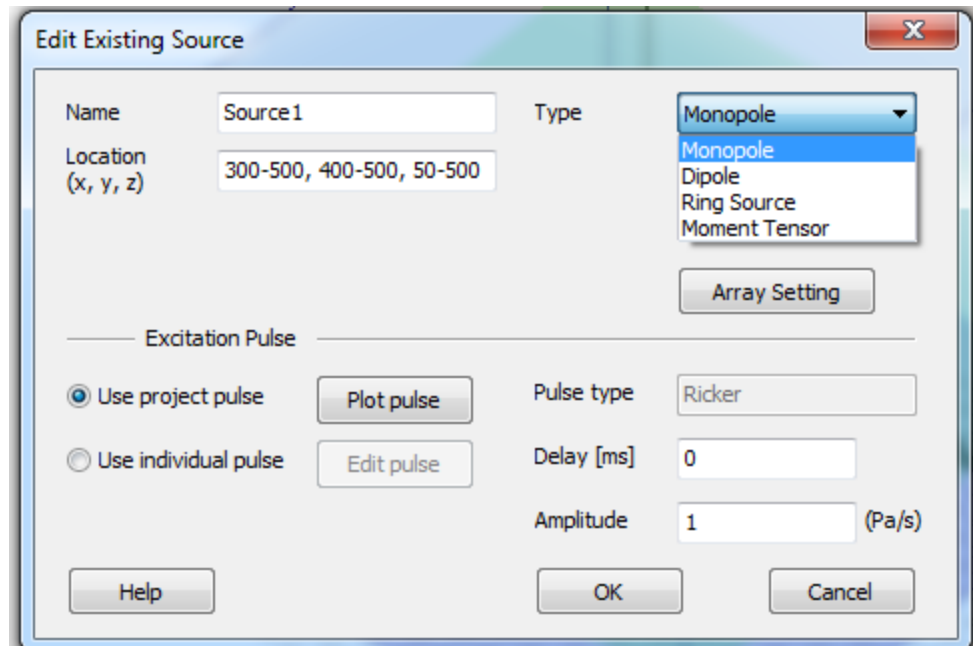 Edit Existing Source
Name
Source1
Type
Monopole
Monopole
Dipole
Ring Source
Moment Tensor
Location
(x, y, z)
300-500, 400-500, 50-500
Array Setting
Excitation Pulse
Use project pulse
Plot pulse
Pulse type
Ricker
Use individual pulse
Edit pulse
Delay [ms]
0
Amplitude
1
(Pa/s)
Help
OK
Cancel